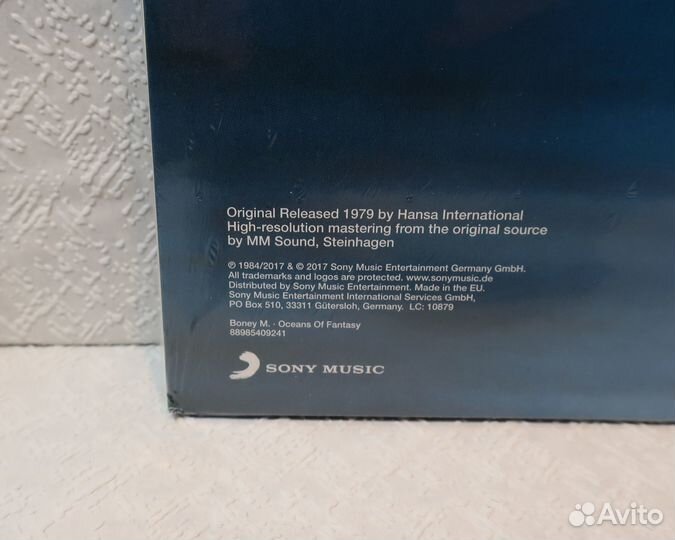 Original Released 1979 by Hansa International
High-resolution mastering from the original source
by MM Sound, Steinhagen
℗ 1984/2017 & © 2017 Sony Music Entertainment Germany GmbH.
All trademarks and logos are protected. www.sonymusic.de
Distributed by Sony Music Entertainment. Made in the EU.
Sony Music Entertainment International Services GmbH,
PO Box 510, 33311 Gütersloh, Germany. LC: 10879
Boney M. · Oceans Of Fantasy
88985409241
SONY MUSIC
Avito